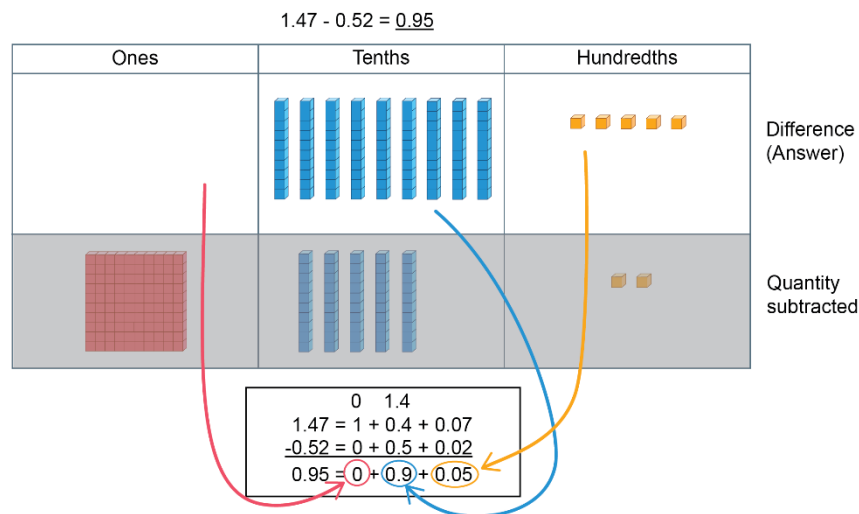 1.47 - 0.52 = 0.95
Ones Tenths Hundredths
Difference
(Answer)
Quantity
subtracted
0 1.4
1.47 = 1 + 0.4 + 0.07
-0.52 = 0 + 0.5 + 0.02
0.95 = 0 + 0.9 + 0.05